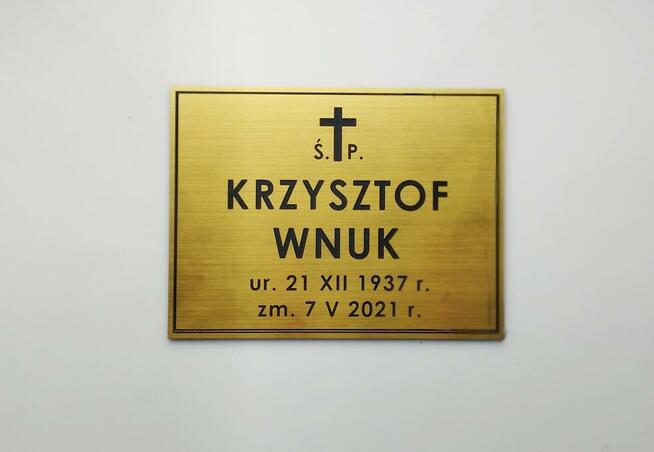 Ś. P.
KRZYSZTOF
WNUK
ur. 21 XII 1937 r.
zm. 7 V 2021 r.